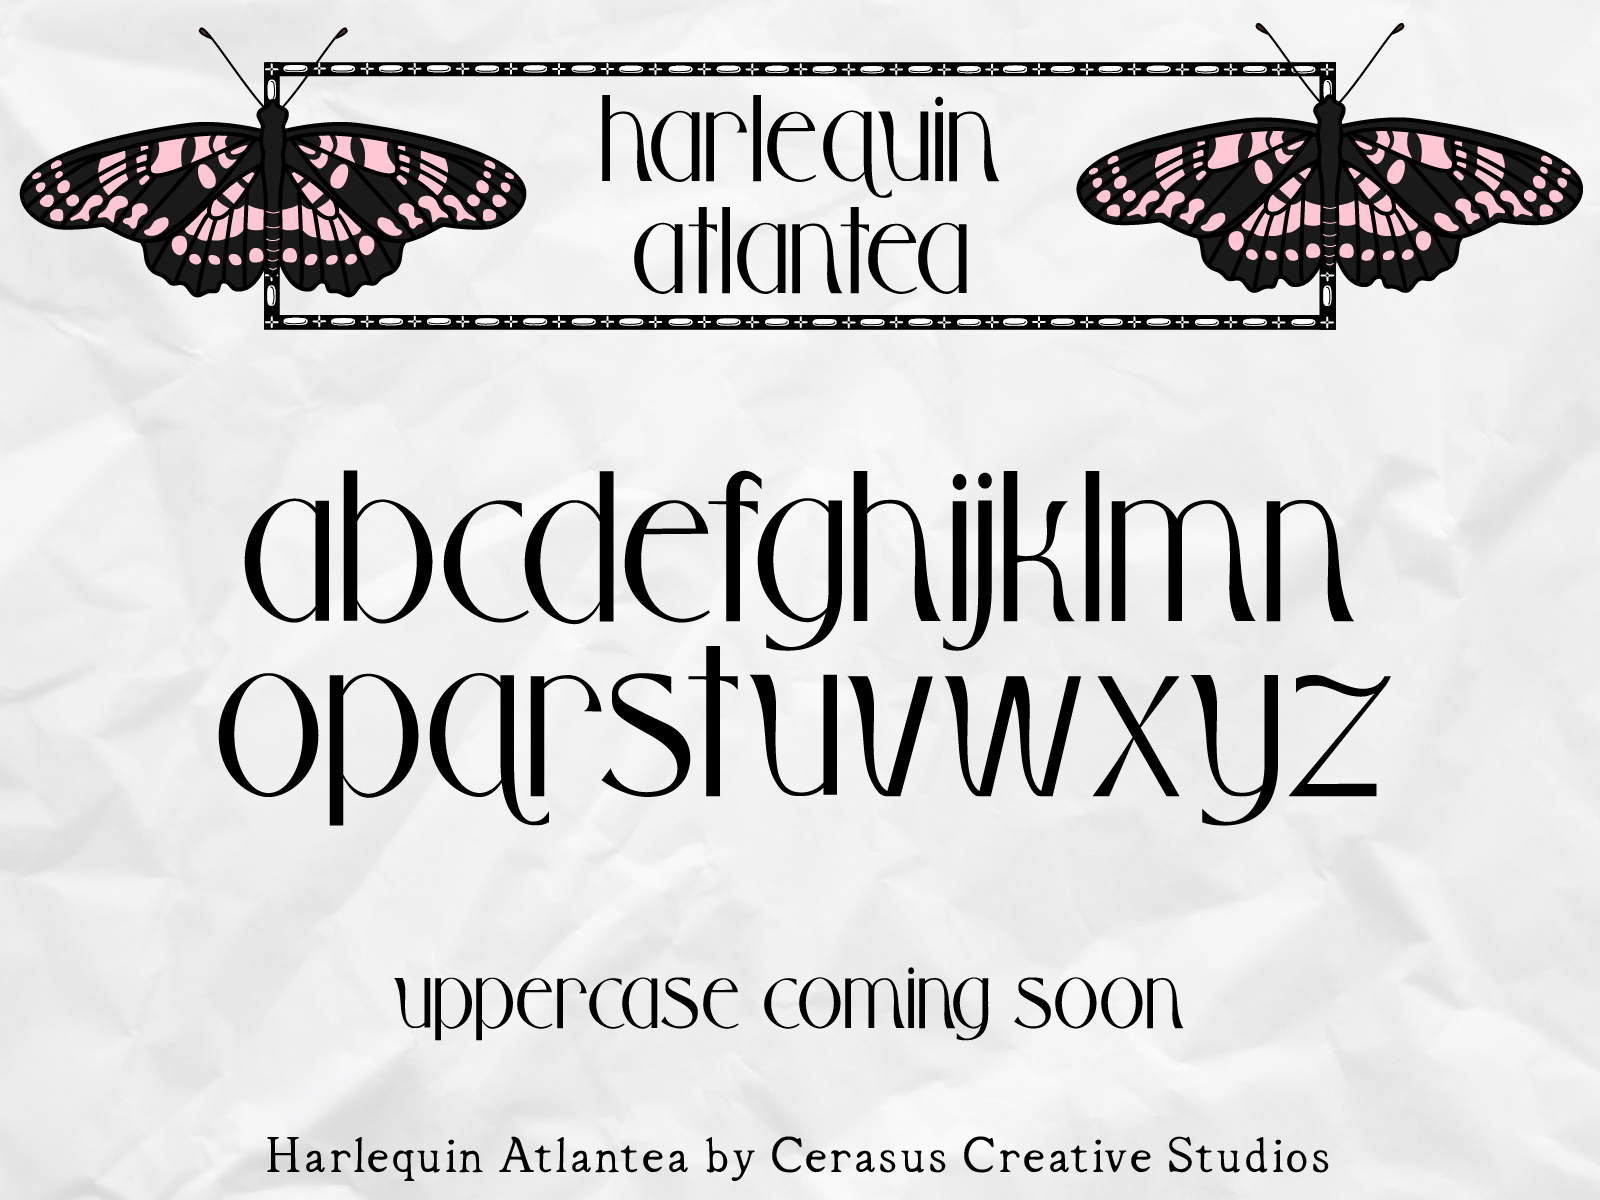 harlequin
atlantea
abcdefghijklmn
opqrstuvwxyz
uppercase coming soon
Harlequin Atlantea by Cerasus Creative Studios